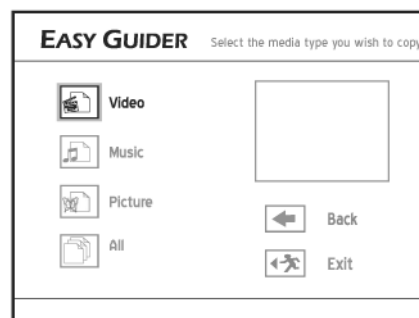 EASY GUIDER Select the media type you wish to copy
Video
Music
Picture
All
Back
Exit